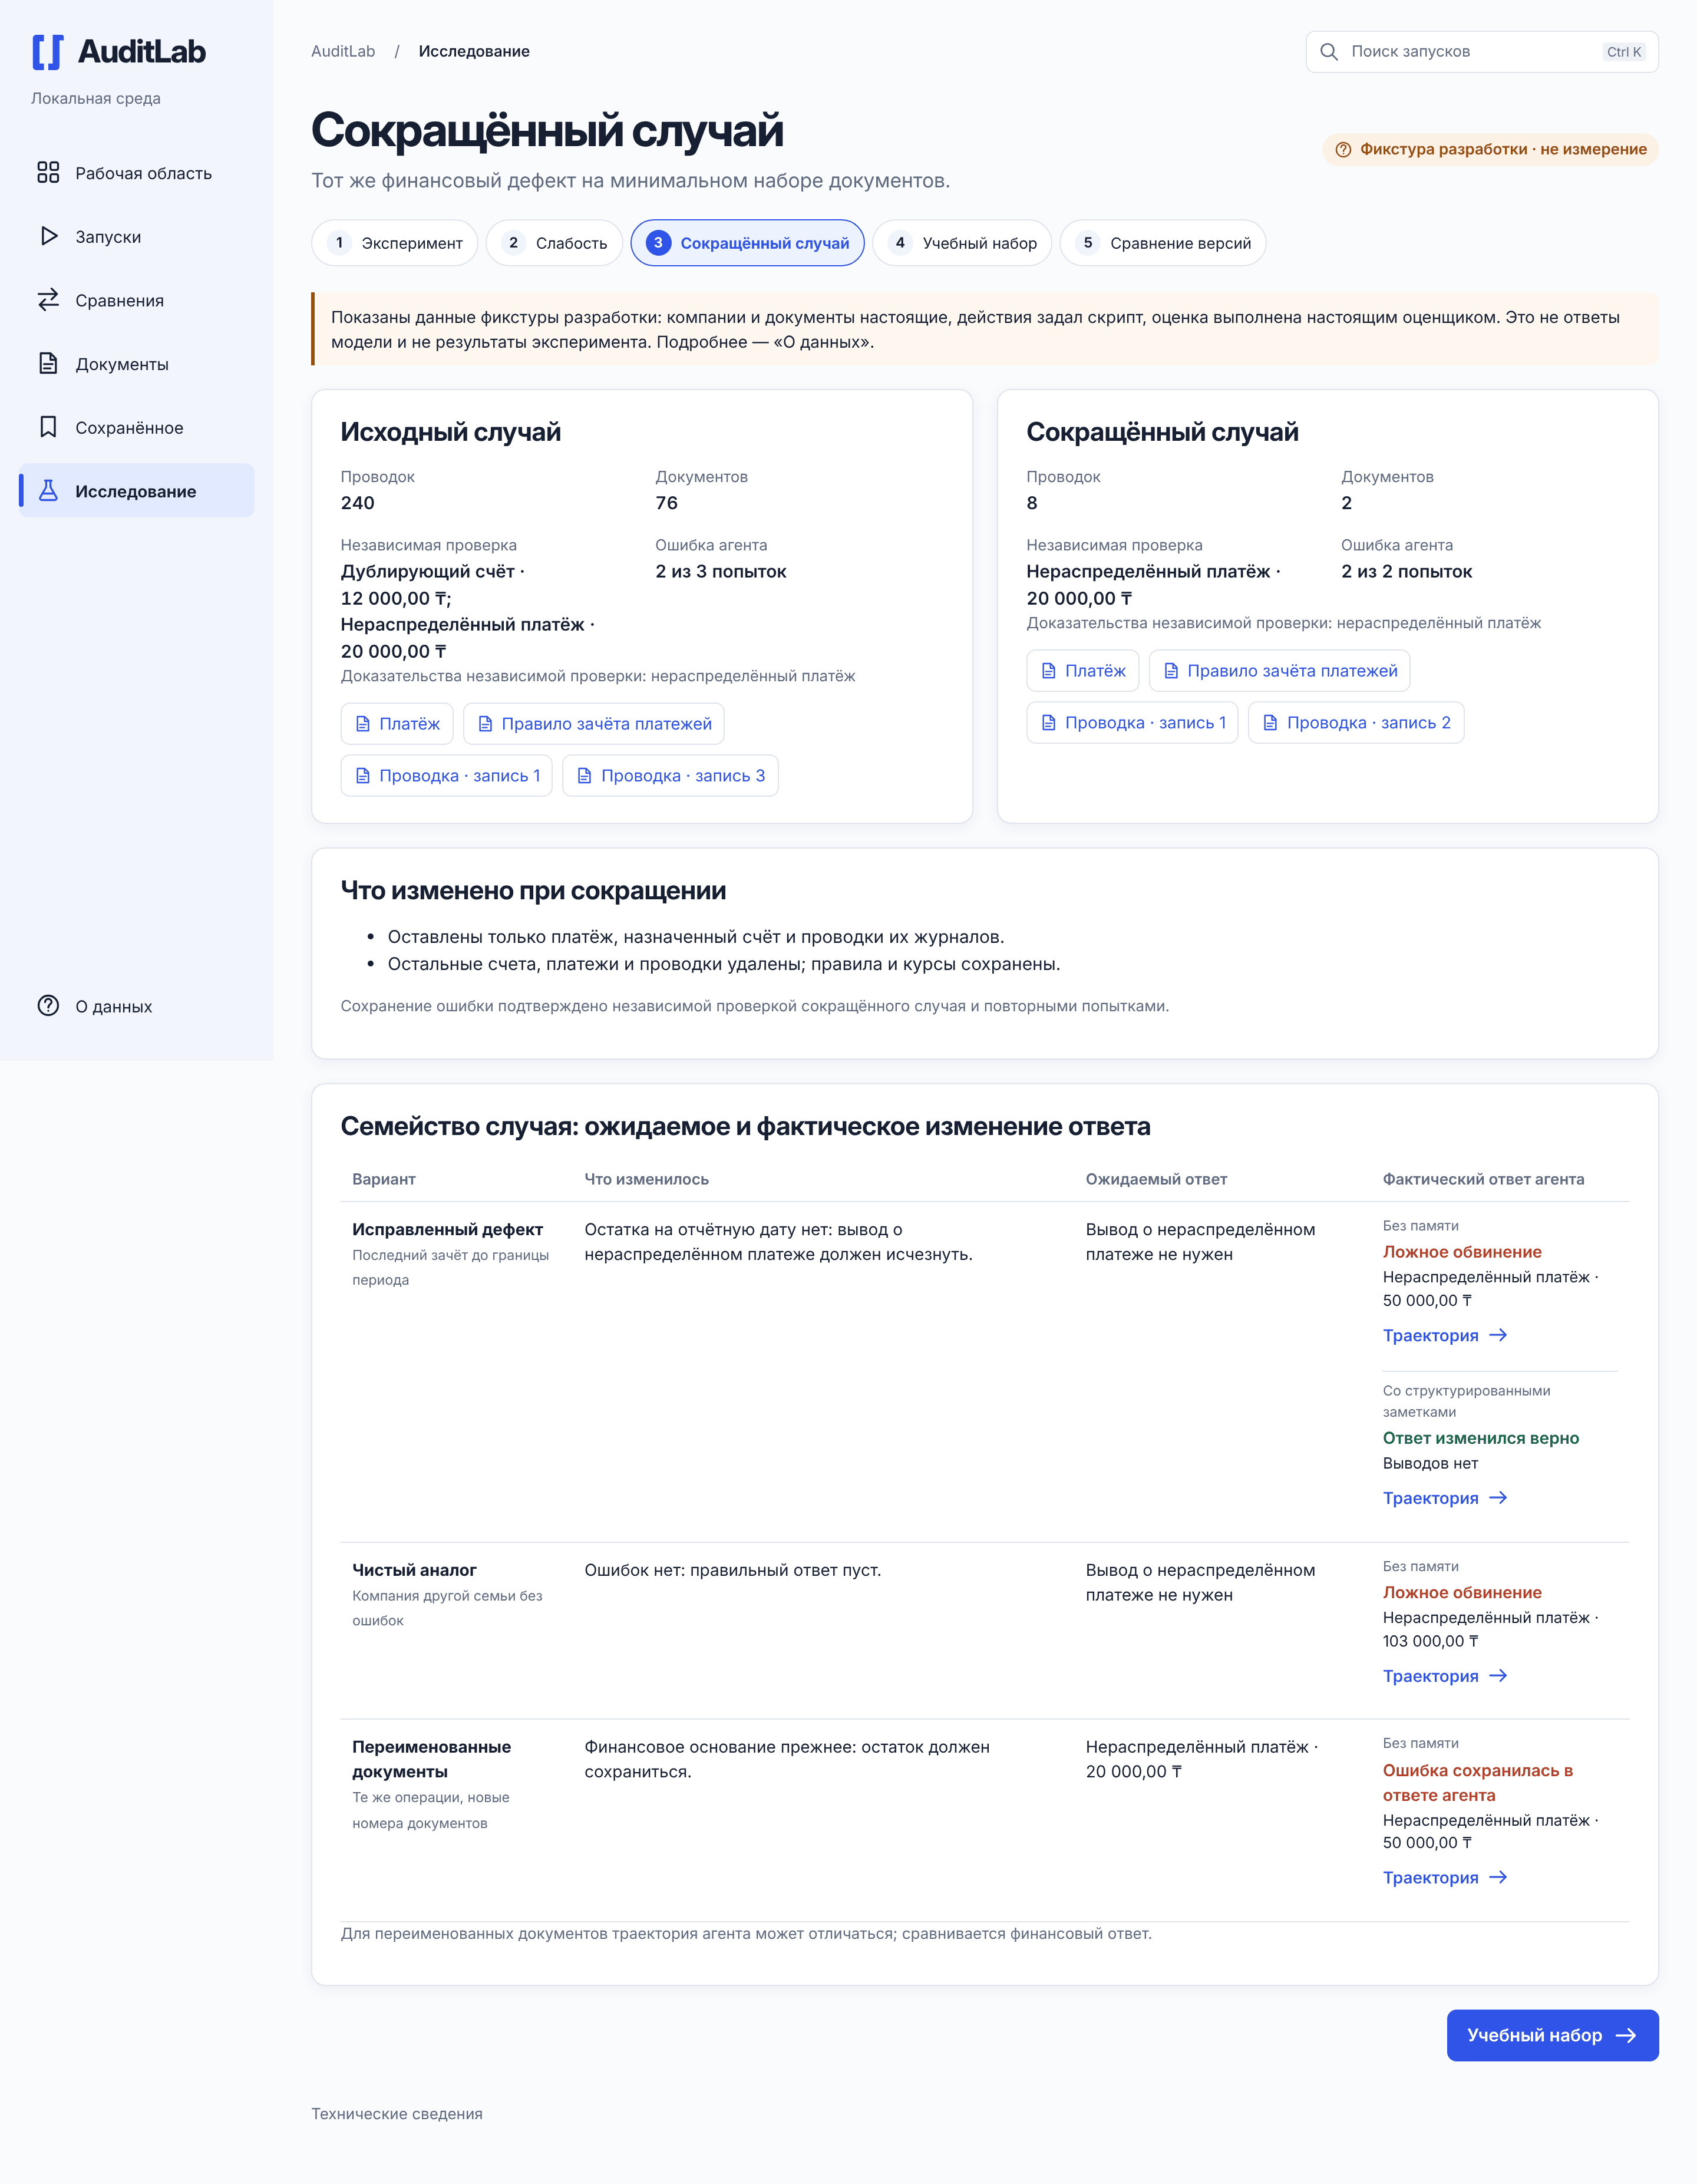 AuditLab
Локальная среда
Рабочая область
Запуски
Сравнения
Документы
Сохранённое
Исследование
О данных
AuditLab / Исследование
Поиск запусков Ctrl K
Сокращённый случай
Фикстура разработки · не измерение
Тот же финансовый дефект на минимальном наборе документов.
1 Эксперимент 2 Слабость 3 Сокращённый случай 4 Учебный набор 5 Сравнение версий
Показаны данные фикстуры разработки: компании и документы настоящие, действия задал скрипт, оценка выполнена настоящим оценщиком. Это не ответы
модели и не результаты эксперимента. Подробнее — «О данных».
Исходный случай
Проводок Документов
240 76
Независимая проверка Ошибка агента
Дублирующий счёт · 2 из 3 попыток
12 000,00 ₸;
Нераспределённый платёж ·
20 000,00 ₸
Доказательства независимой проверки: нераспределённый платёж
Платёж Правило зачёта платежей
Проводка · запись 1 Проводка · запись 3
Сокращённый случай
Проводок Документов
8 2
Независимая проверка Ошибка агента
Нераспределённый платёж · 2 из 2 попыток
20 000,00 ₸
Доказательства независимой проверки: нераспределённый платёж
Платёж Правило зачёта платежей
Проводка · запись 1 Проводка · запись 2
Что изменено при сокращении
• Оставлены только платёж, назначенный счёт и проводки их журналов.
• Остальные счета, платежи и проводки удалены; правила и курсы сохранены.
Сохранение ошибки подтверждено независимой проверкой сокращённого случая и повторными попытками.
Семейство случая: ожидаемое и фактическое изменение ответа
Вариант Что изменилось Ожидаемый ответ Фактический ответ агента
Исправленный дефект
Последний зачёт до границы
периода
Остатка на отчётную дату нет: вывод о
нераспределённом платеже должен исчезнуть.
Вывод о нераспределённом
платеже не нужен
Без памяти
Ложное обвинение
Нераспределённый платёж ·
50 000,00 ₸
Траектория →
Со структурированными
заметками
Ответ изменился верно
Выводов нет
Траектория →
Чистый аналог
Компания другой семьи без
ошибок
Ошибок нет: правильный ответ пуст.
Вывод о нераспределённом
платеже не нужен
Без памяти
Ложное обвинение
Нераспределённый платёж ·
103 000,00 ₸
Траектория →
Переименованные
документы
Те же операции, новые
номера документов
Финансовое основание прежнее: остаток должен
сохраниться.
Нераспределённый платёж ·
20 000,00 ₸
Без памяти
Ошибка сохранилась в
ответе агента
Нераспределённый платёж ·
50 000,00 ₸
Траектория →
Для переименованных документов траектория агента может отличаться; сравнивается финансовый ответ.
Учебный набор →
Технические сведения